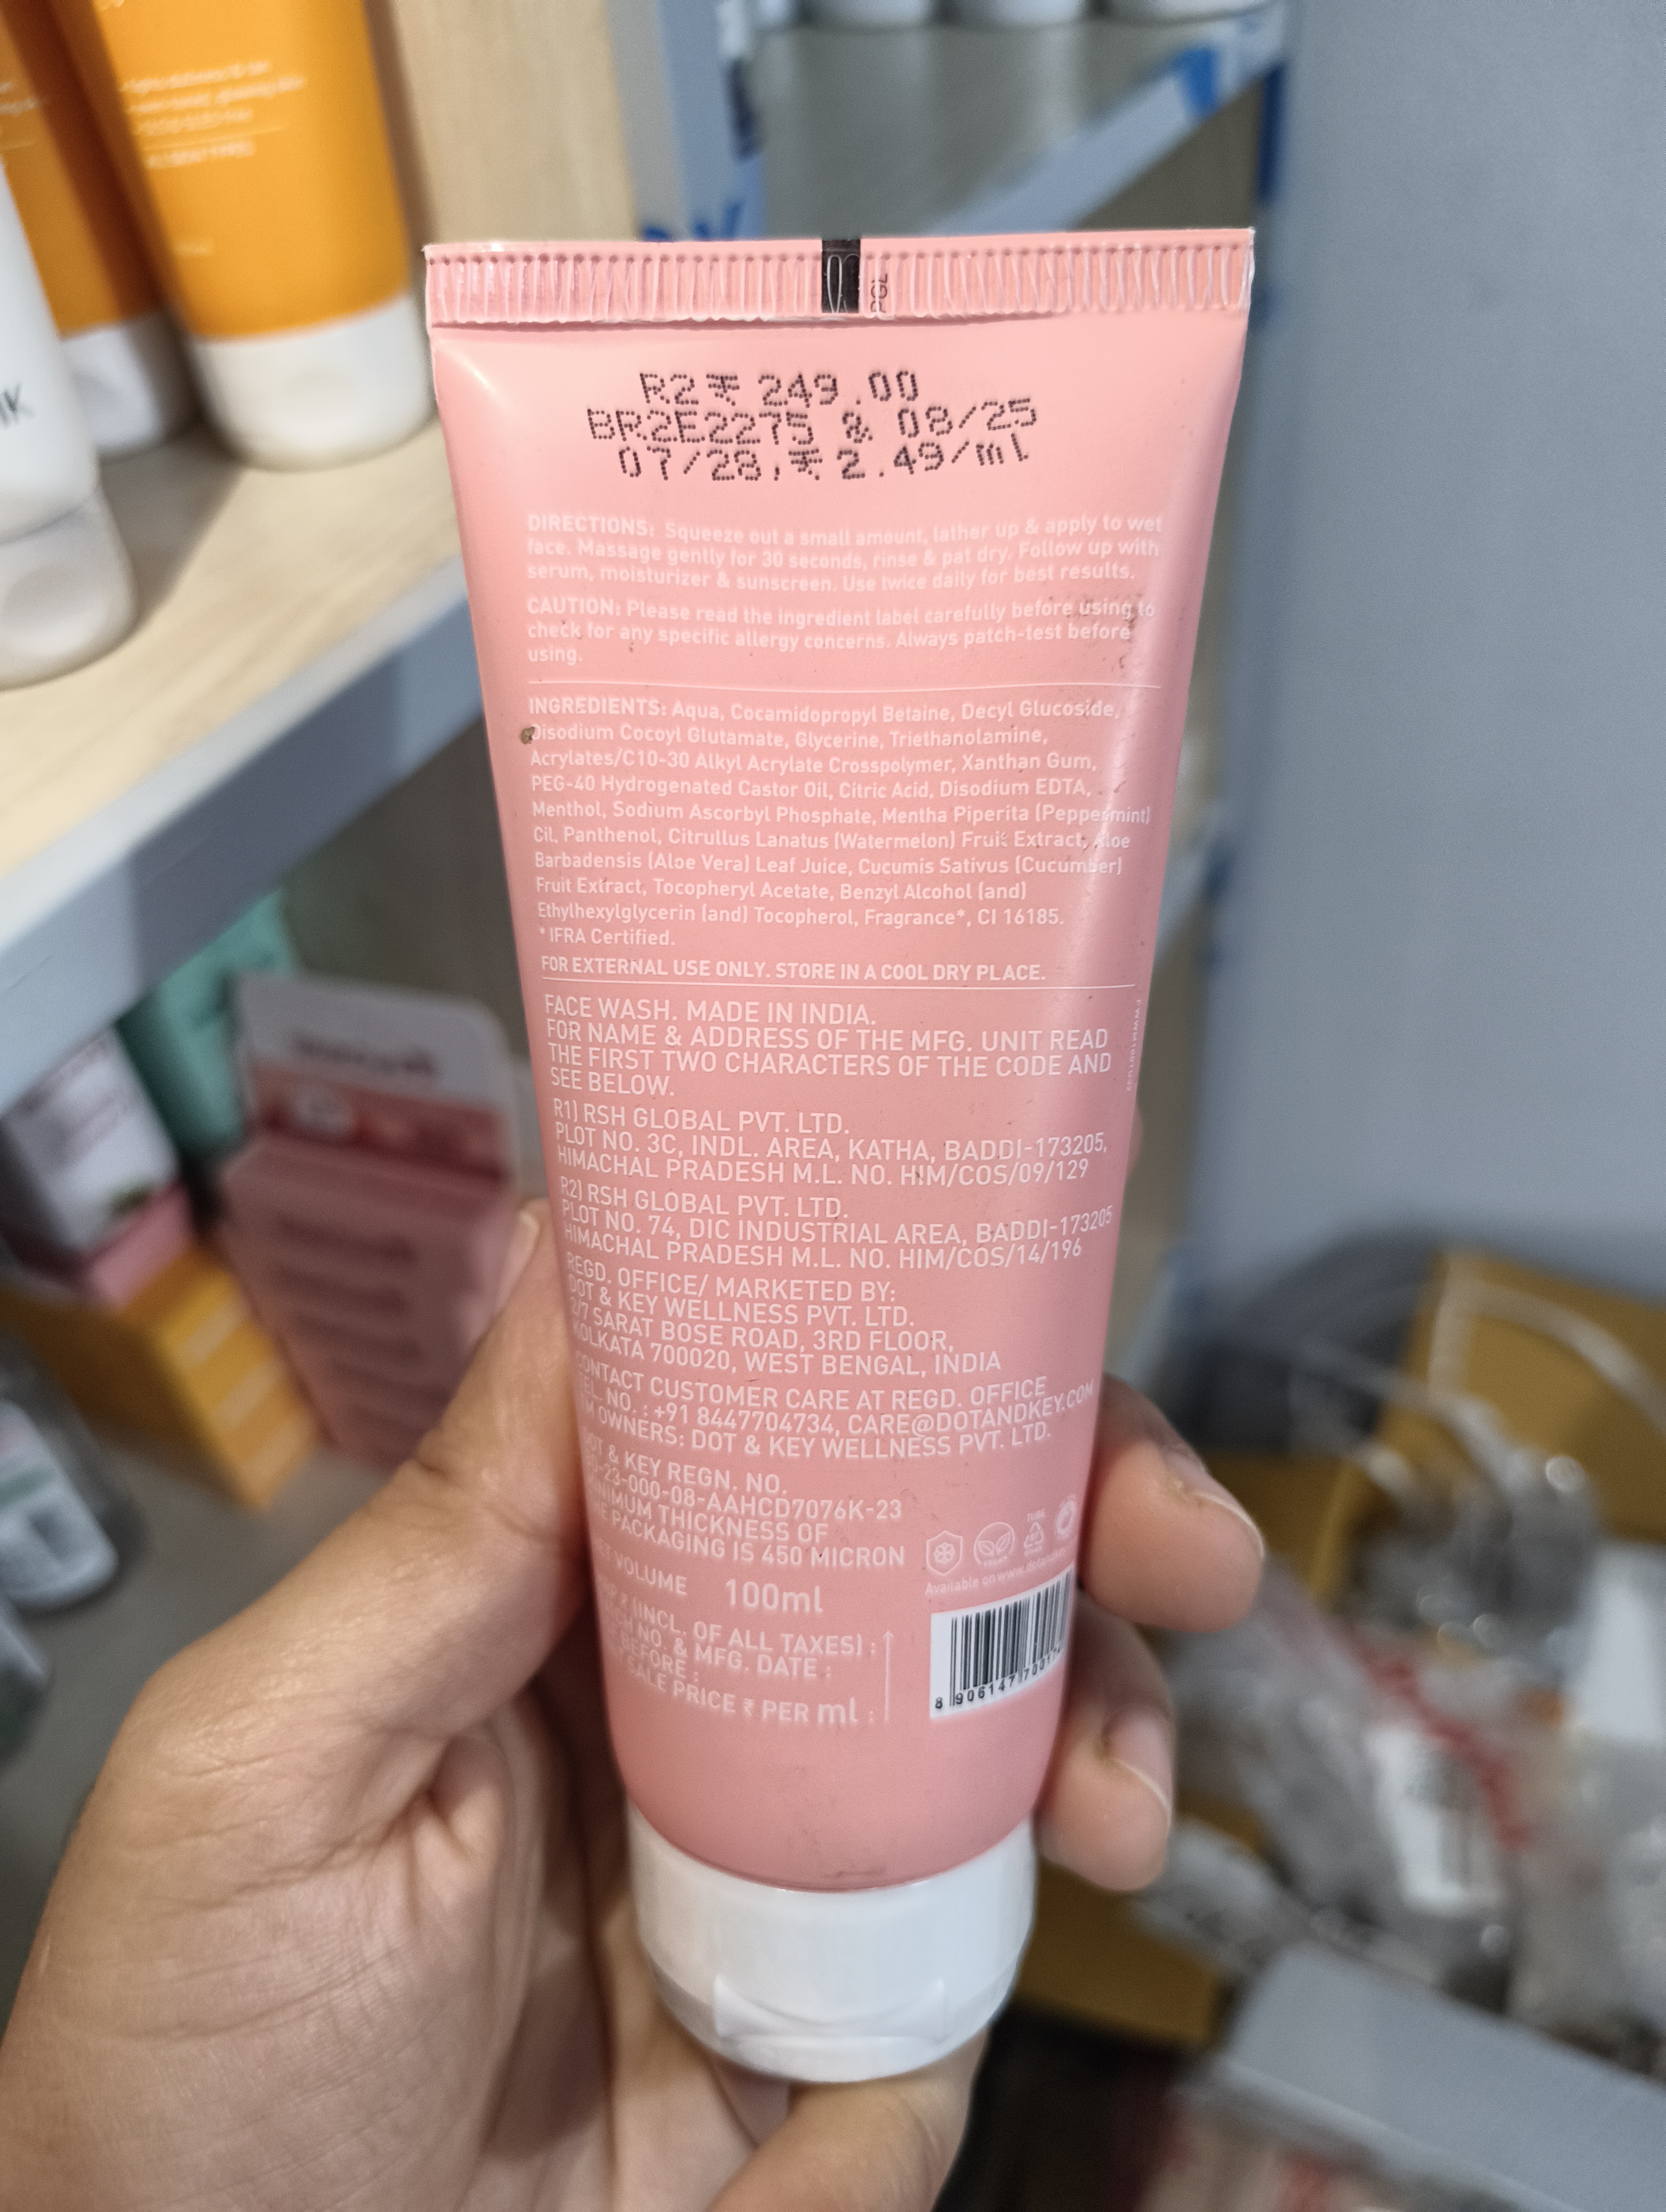 PGL
R2 ₹ 249.00
BR2E2275 & 08/25
07/28,₹ 2.49/ml
DIRECTIONS: Squeeze out a small amount, lather up & apply to wet
face. Massage gently for 30 seconds, rinse & pat dry. Follow up with
serum, moisturizer & sunscreen. Use twice daily for best results.
CAUTION: Please read the ingredient label carefully before using to
check for any specific allergy concerns. Always patch-test before
using.
INGREDIENTS: Aqua, Cocamidopropyl Betaine, Decyl Glucoside,
Disodium Cocoyl Glutamate, Glycerine, Triethanolamine,
Acrylates/C10-30 Alkyl Acrylate Crosspolymer, Xanthan Gum,
PEG-40 Hydrogenated Castor Oil, Citric Acid, Disodium EDTA,
Menthol, Sodium Ascorbyl Phosphate, Mentha Piperita (Peppermint)
Oil, Panthenol, Citrullus Lanatus (Watermelon) Fruit Extract, Aloe
Barbadensis (Aloe Vera) Leaf Juice, Cucumis Sativus (Cucumber)
Fruit Extract, Tocopheryl Acetate, Benzyl Alcohol (and)
Ethylhexylglycerin (and) Tocopherol, Fragrance*, CI 16185.
* IFRA Certified.
FOR EXTERNAL USE ONLY. STORE IN A COOL DRY PLACE.
FACE WASH. MADE IN INDIA.
FOR NAME & ADDRESS OF THE MFG. UNIT READ
THE FIRST TWO CHARACTERS OF THE CODE AND
SEE BELOW.
R1) RSH GLOBAL PVT. LTD.
PLOT NO. 3C, INDL. AREA, KATHA, BADDI-173205,
HIMACHAL PRADESH M.L. NO. HIM/COS/09/129
R2) RSH GLOBAL PVT. LTD.
PLOT NO. 74, DIC INDUSTRIAL AREA, BADDI-173205
HIMACHAL PRADESH M.L. NO. HIM/COS/14/196
REGD. OFFICE/ MARKETED BY:
DOT & KEY WELLNESS PVT. LTD.
2/7 SARAT BOSE ROAD, 3RD FLOOR,
KOLKATA 700020, WEST BENGAL, INDIA
CONTACT CUSTOMER CARE AT REGD. OFFICE
TEL. NO. : +91 8447704734, CARE@DOTANDKEY.COM
TM OWNERS: DOT & KEY WELLNESS PVT. LTD.
DOT & KEY REGN. NO.
23-000-08-AAHCD7076K-23
MINIMUM THICKNESS OF
THE PACKAGING IS 450 MICRON
NET VOLUME 100ml
(INCL. OF ALL TAXES) :
NO. & MFG. DATE :
BEFORE :
SALE PRICE ₹ PER ml :
Available on www.dotandkey
8 906147 7001